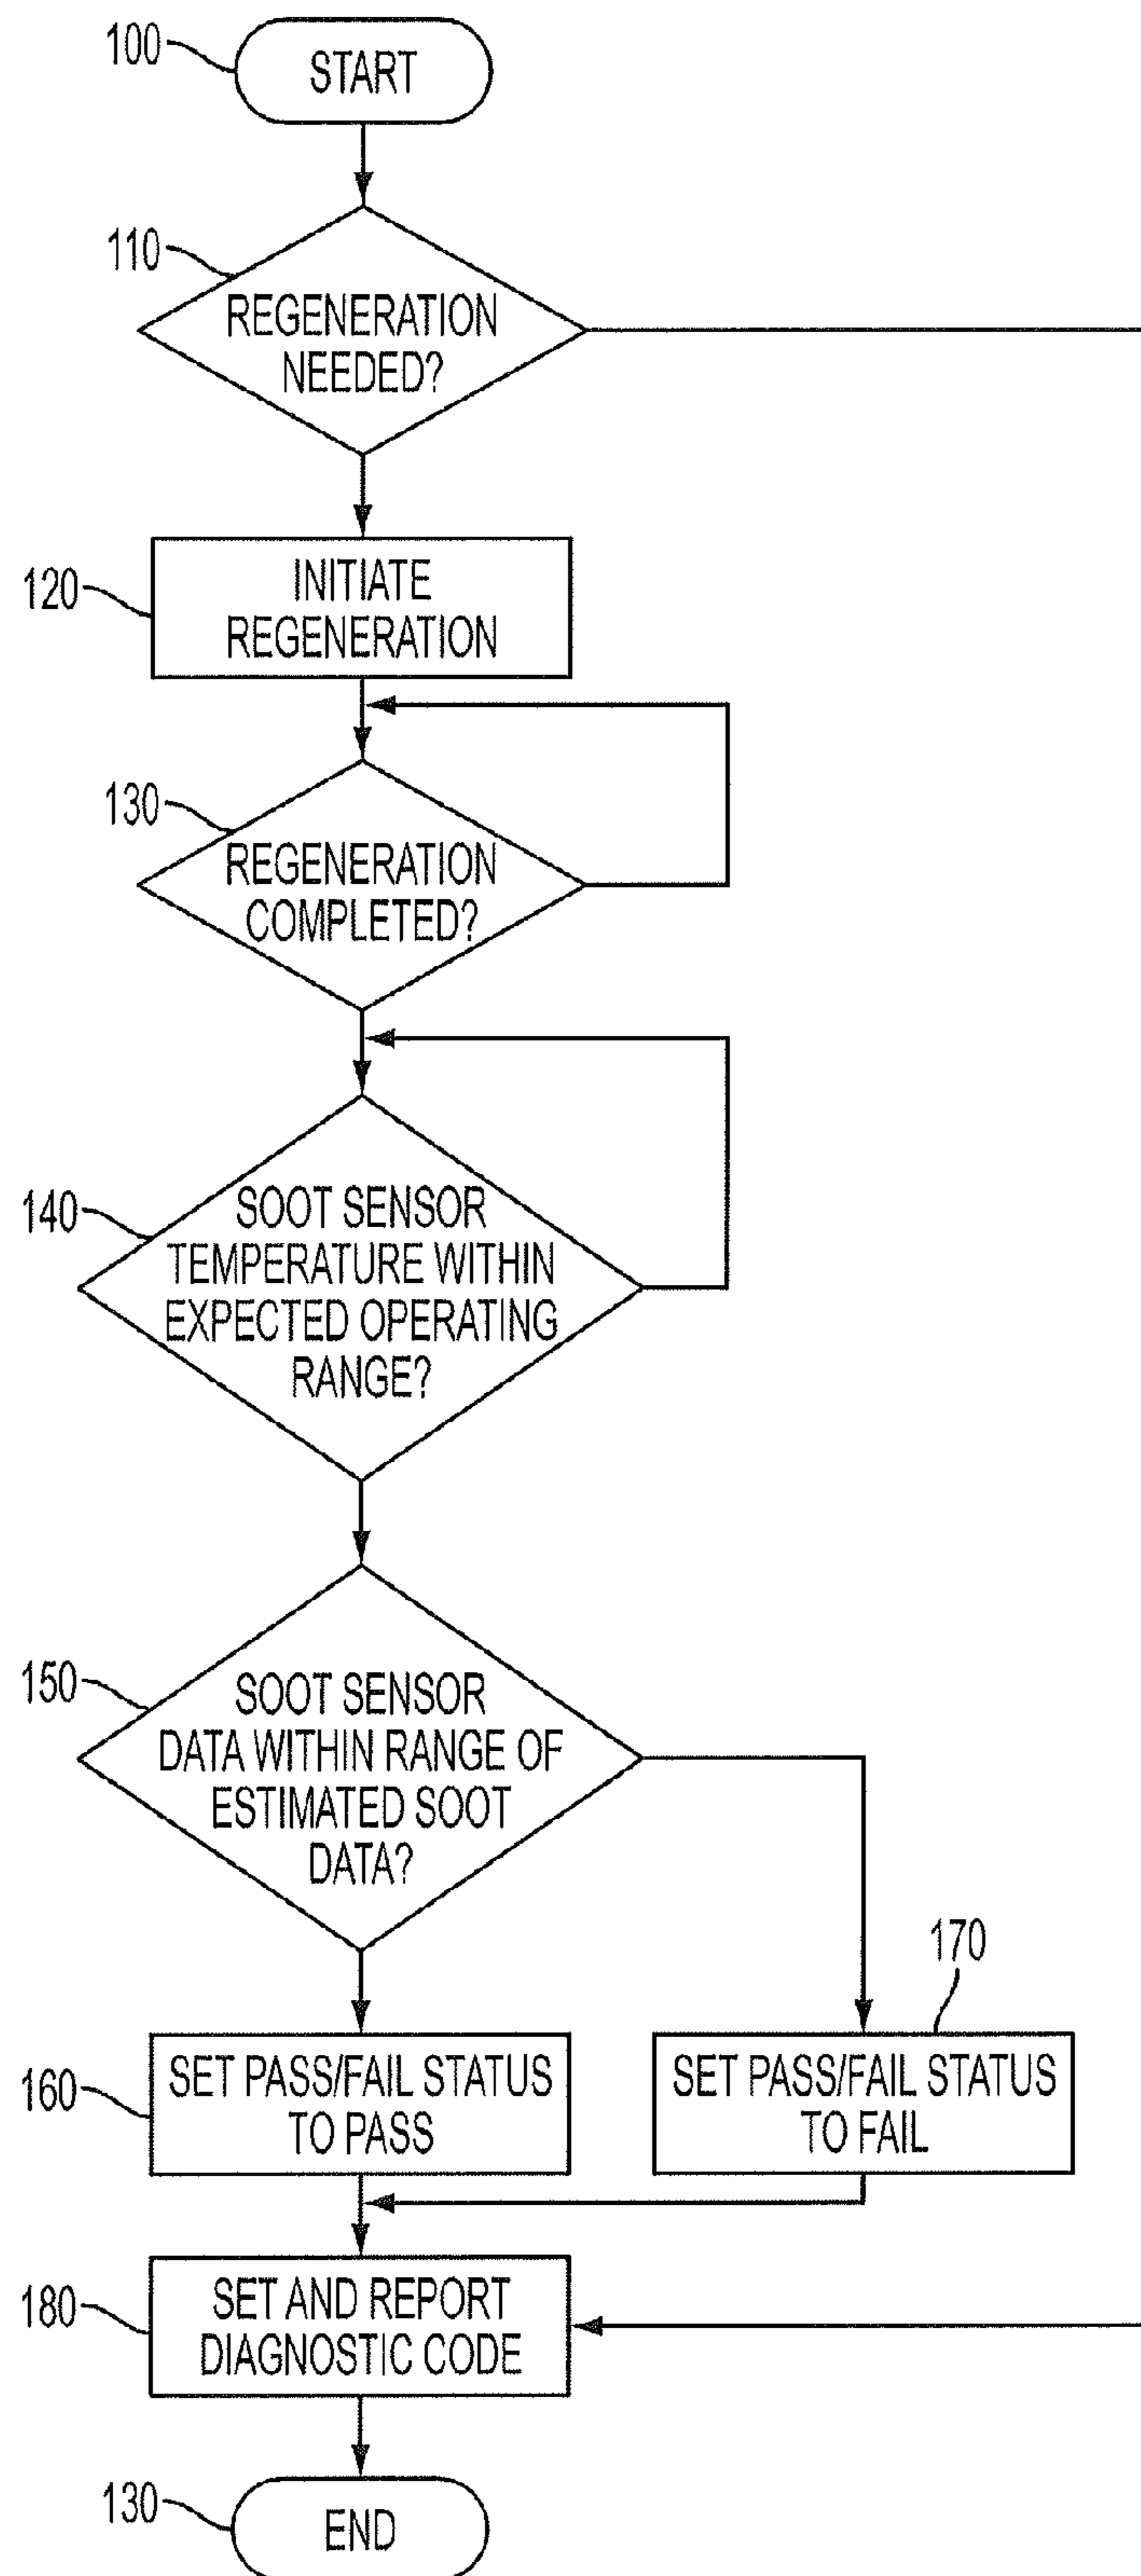 100
START
110
REGENERATION
NEEDED?
120
INITIATE
REGENERATION
130
REGENERATION
COMPLETED?
140
SOOT SENSOR
TEMPERATURE WITHIN
EXPECTED OPERATING
RANGE?
150
SOOT SENSOR
DATA WITHIN RANGE OF
ESTIMATED SOOT
DATA?
160
SET PASS/FAIL STATUS
TO PASS
170
SET PASS/FAIL STATUS
TO FAIL
180
SET AND REPORT
DIAGNOSTIC CODE
130
END